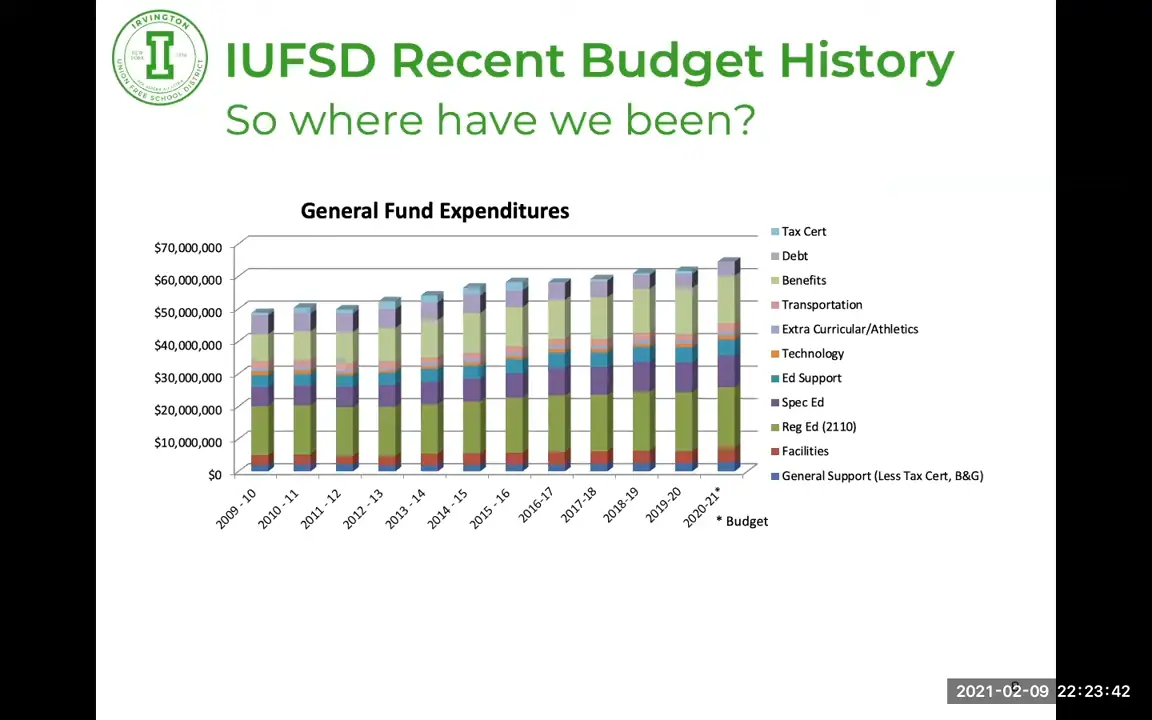 IRVINGTON
UNION FREE SCHOOL DISTRICT
IUFSD Recent Budget History
So where have we been?
General Fund Expenditures
$70,000,000
$60,000,000
$50,000,000
$40,000,000
$30,000,000
$20,000,000
$10,000,000
$0
2009 - 10
2010 - 11
2011 - 12
2012 - 13
2013 - 14
2014 - 15
2015 - 16
2016-17
2017-18
2018-19
2019-20
2020-21*
* Budget
Tax Cert
Debt
Benefits
Transportation
Extra Curricular/Athletics
Technology
Ed Support
Spec Ed
Reg Ed (2110)
Facilities
General Support (Less Tax Cert, B&G)
2021-02-09 22:23:42